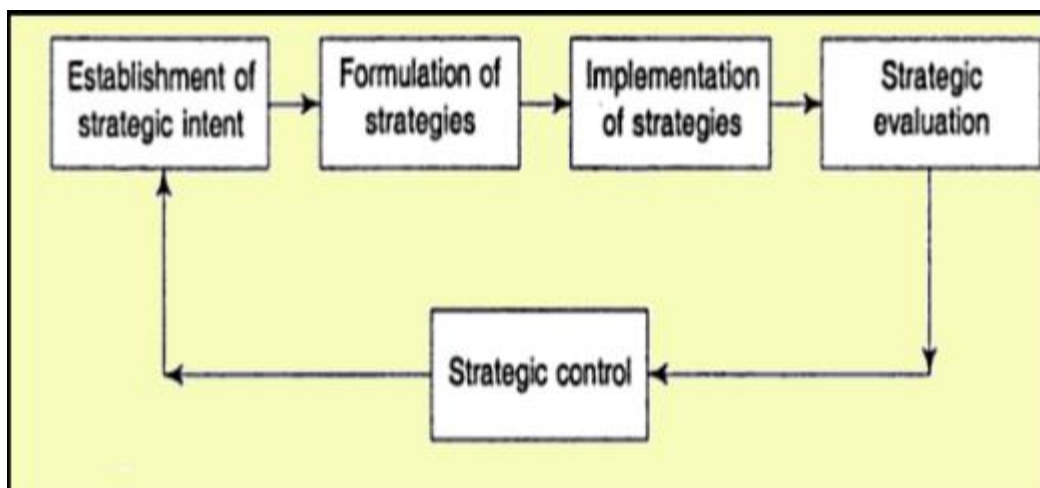 Establishment of
strategic intent
Formulation of
strategies
Implementation
of strategies
Strategic
evaluation
Strategic control